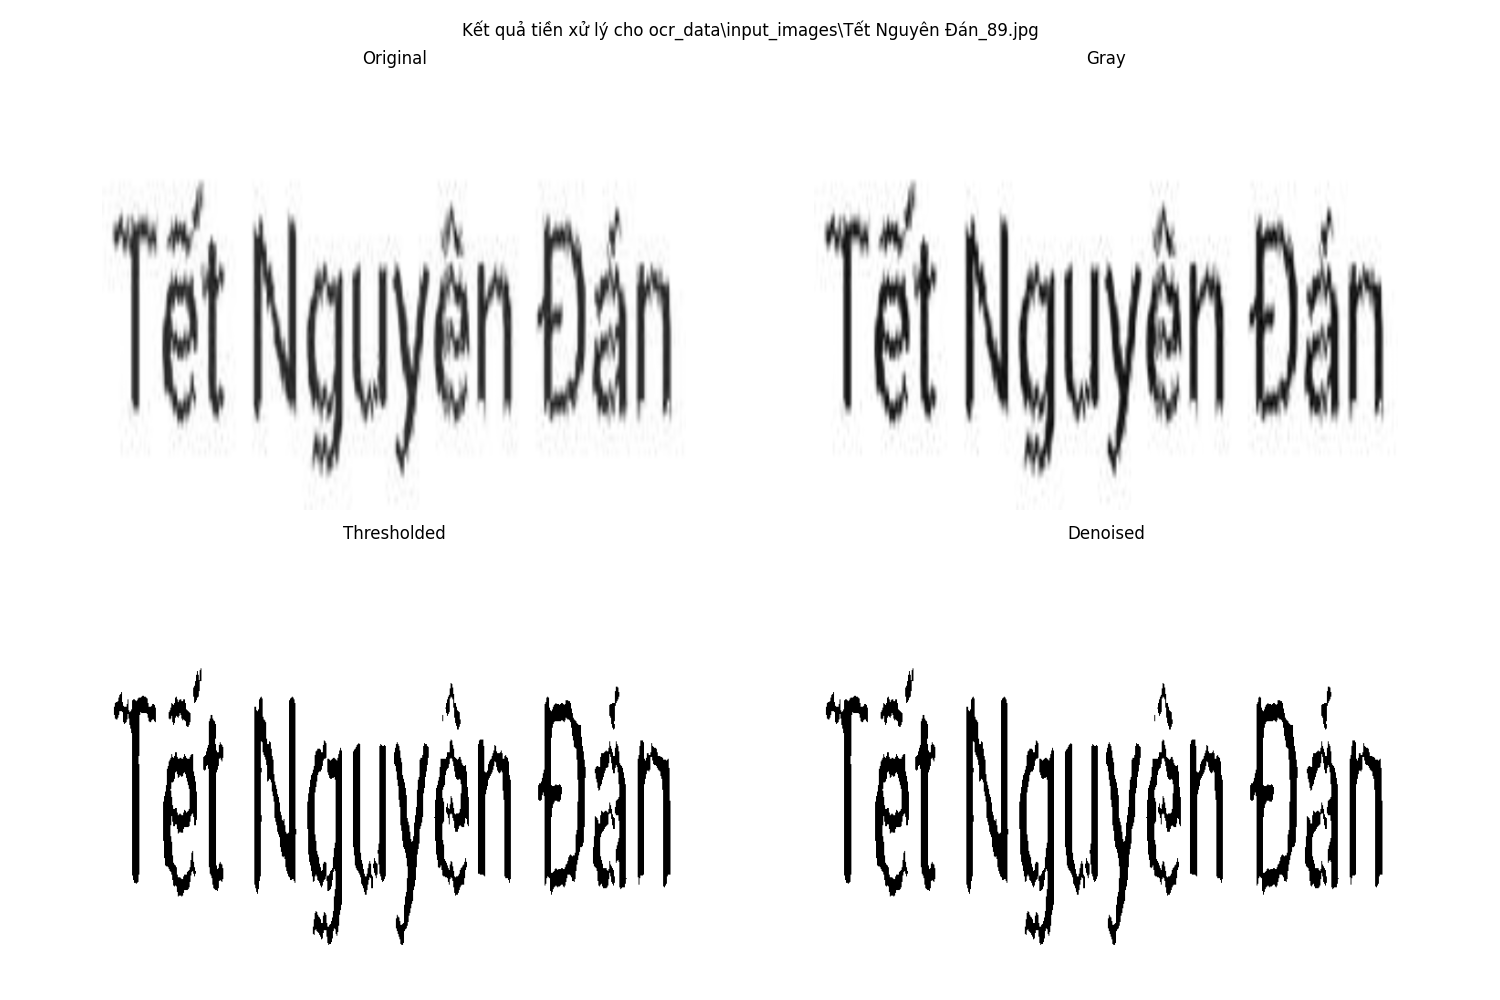 Kết quả tiền xử lý cho ocr_data\input_images\Tết Nguyên Đán_89.jpg
Original
Gray
Tết Nguyên Đán
Tết Nguyên Đán
Thresholded
Denoised
Tết Nguyên Đán
Tết Nguyên Đán